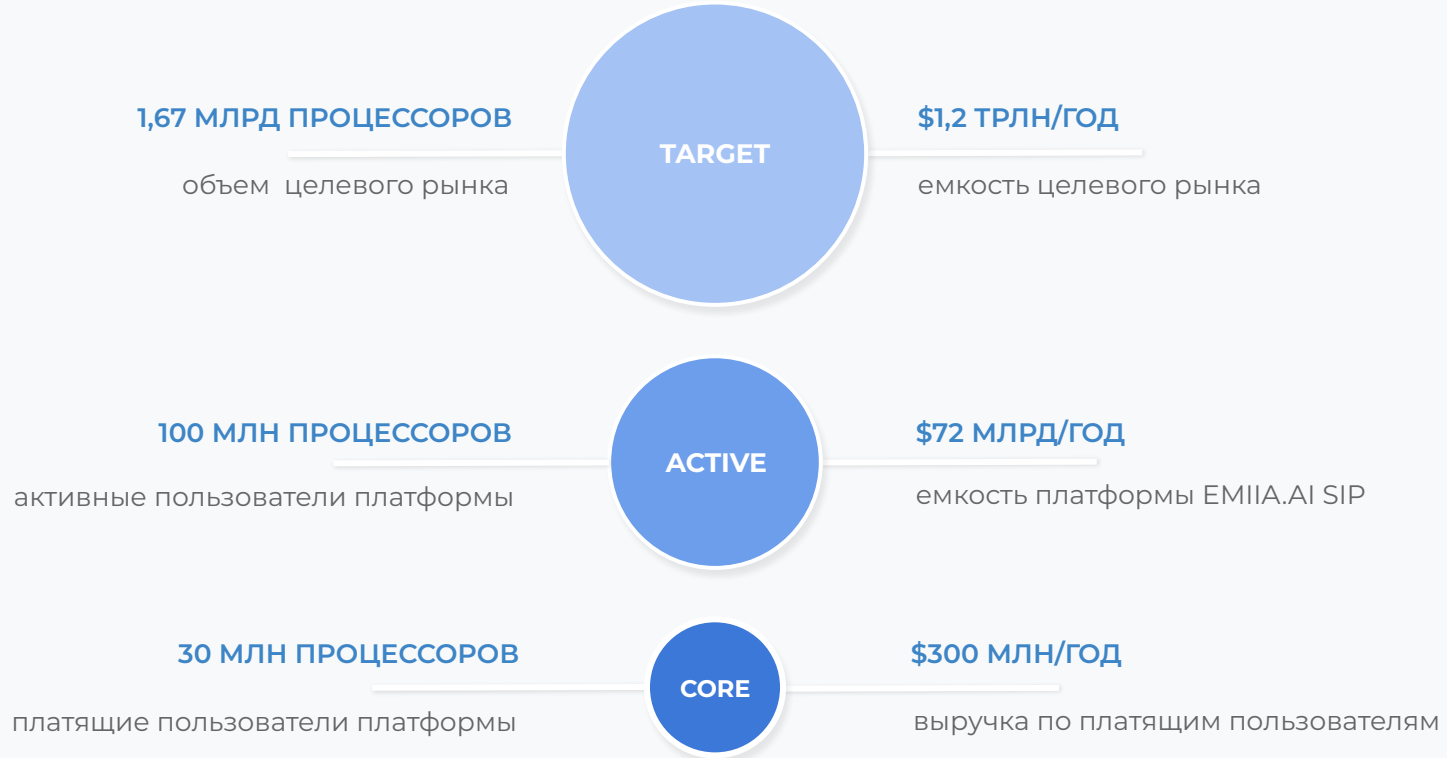 1,67 МЛРД ПРОЦЕССОРОВ
объем целевого рынка
TARGET
$1,2 ТРЛН/ГОД
емкость целевого рынка
100 МЛН ПРОЦЕССОРОВ
активные пользователи платформы
ACTIVE
$72 МЛРД/ГОД
емкость платформы EMIIA.AI SIP
30 МЛН ПРОЦЕССОРОВ
платящие пользователи платформы
CORE
$300 МЛН/ГОД
выручка по платящим пользователям